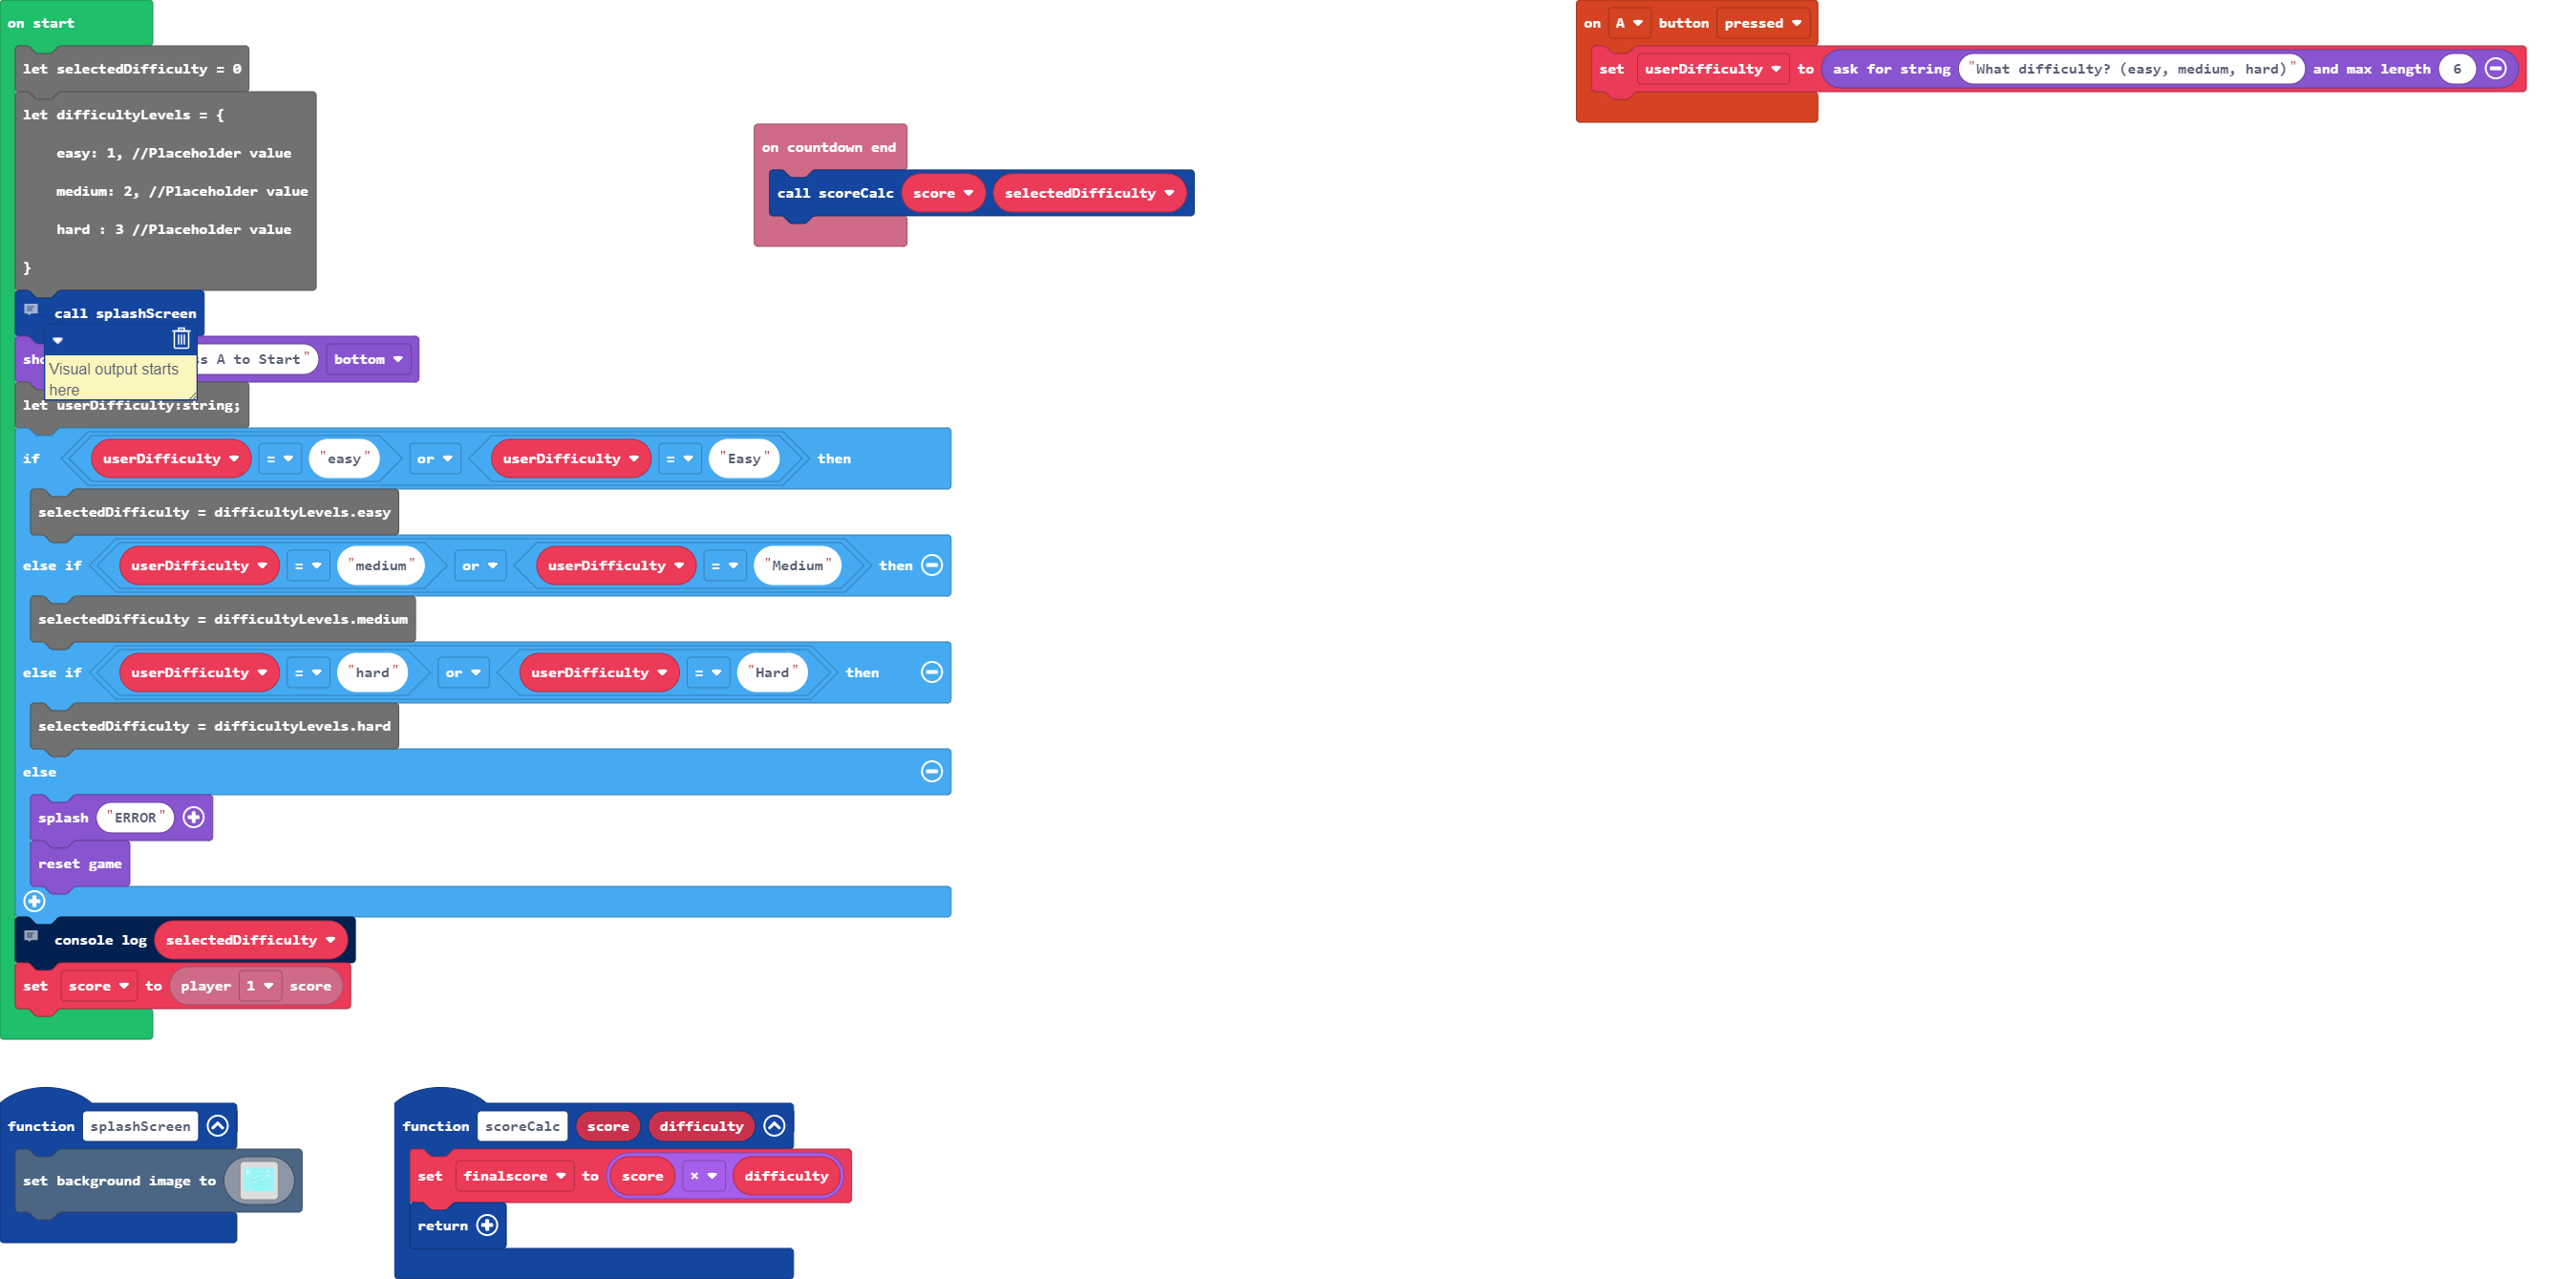 on start
let selectedDifficulty = 0
let difficultyLevels = {
easy: 1, //Placeholder value
medium: 2, //Placeholder value
hard : 3 //Placeholder value
}
call splashScreen
A to Start" bottom
Visual output starts
here
let userDifficulty:string;
if userDifficulty = "easy" or userDifficulty = "Easy" then
selectedDifficulty = difficultyLevels.easy
else if userDifficulty = "medium" or userDifficulty = "Medium" then
selectedDifficulty = difficultyLevels.medium
else if userDifficulty = "hard" or userDifficulty = "Hard" then
selectedDifficulty = difficultyLevels.hard
else
splash "ERROR"
reset game
console log selectedDifficulty
set score to player 1 score
on countdown end
call scoreCalc score selectedDifficulty
on A button pressed
set userDifficulty to ask for string "What difficulty? (easy, medium, hard)" and max length 6
function splashScreen
set background image to
function scoreCalc score difficulty
set finalscore to score × difficulty
return